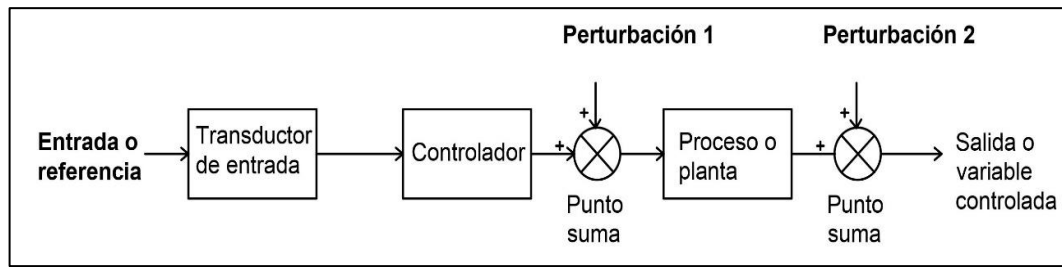 Perturbación 1
Perturbación 2
Entrada o
referencia
Transductor
de entrada
Controlador
+
+
Punto
suma
Proceso o
planta
+
+
Punto
suma
Salida o
variable
controlada